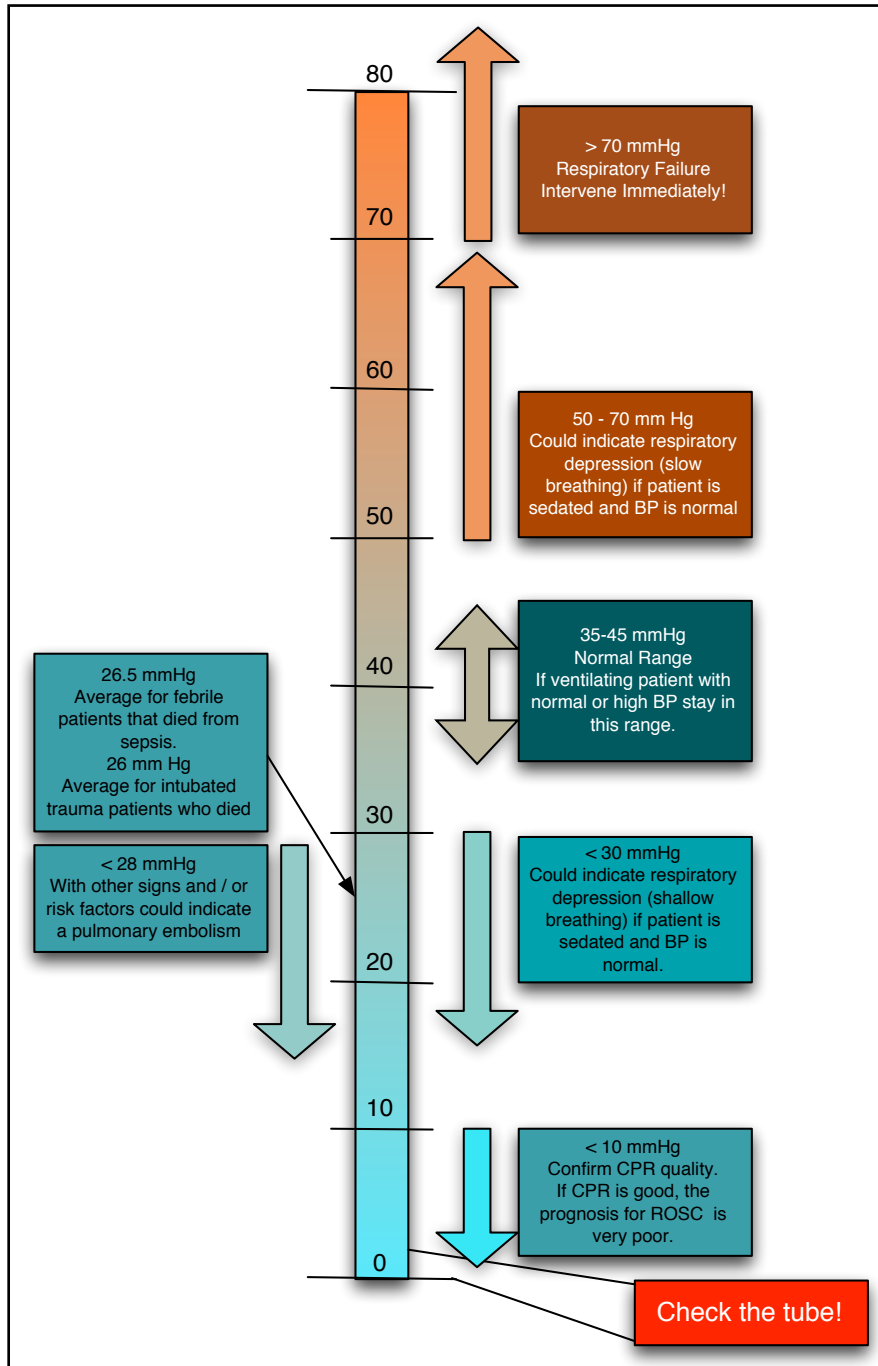 80
> 70 mmHg
Respiratory Failure
Intervene Immediately!
70
60
50 - 70 mm Hg
Could indicate respiratory
depression (slow
breathing) if patient is
sedated and BP is normal
50
35-45 mmHg
Normal Range
If ventilating patient with
normal or high BP stay in
this range.
40
26.5 mmHg
Average for febrile
patients that died from
sepsis.
26 mm Hg
Average for intubated
trauma patients who died
30
< 28 mmHg
With other signs and / or
risk factors could indicate
a pulmonary embolism
< 30 mmHg
Could indicate respiratory
depression (shallow
breathing) if patient is
sedated and BP is
normal.
20
10
< 10 mmHg
Confirm CPR quality.
If CPR is good, the
prognosis for ROSC is
very poor.
0
Check the tube!